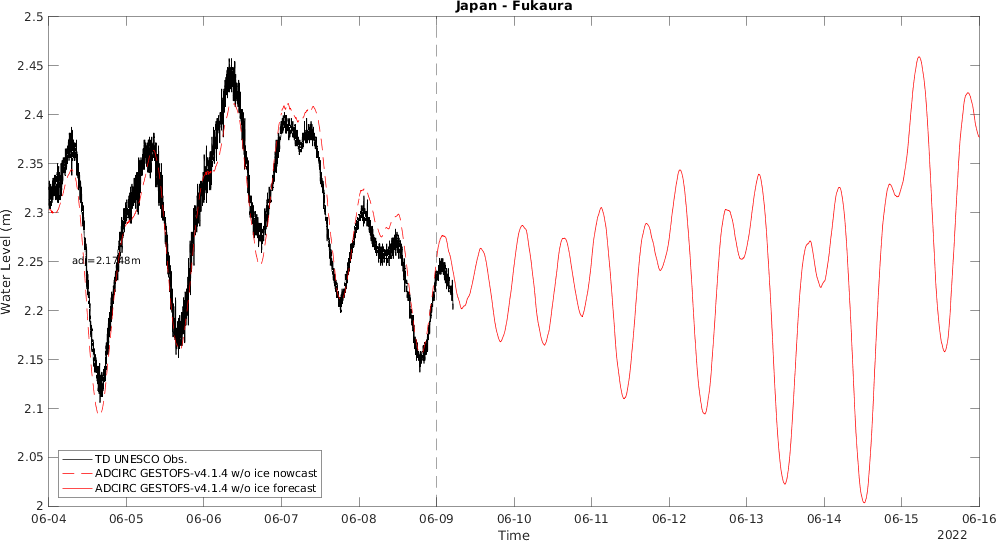 Japan - Fukaura
Water Level (m)
2.5
2.45
2.4
2.35
2.3
2.25
2.2
2.15
2.1
2.05
2
adj=2.1748m
TD UNESCO Obs.
ADCIRC GESTOFS-v4.1.4 w/o ice nowcast
ADCIRC GESTOFS-v4.1.4 w/o ice forecast
06-04 06-05 06-06 06-07 06-08 06-09 06-10 06-11 06-12 06-13 06-14 06-15 06-16
Time
2022